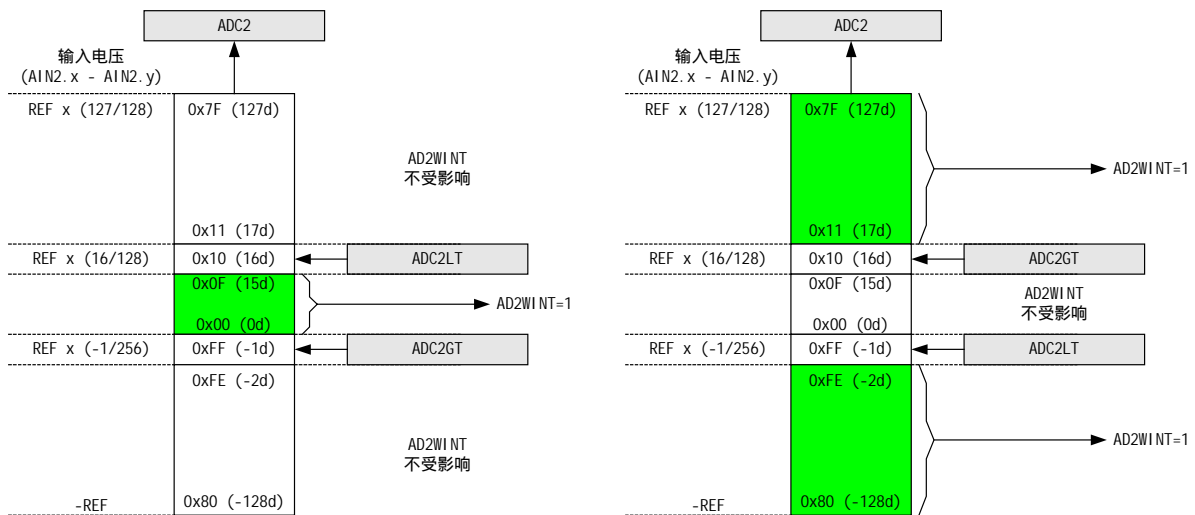 ADC2
输入电压
(AIN2.x - AIN2.y)
REF x (127/128)
0x7F (127d)
AD2WINT
不受影响
0x11 (17d)
REF x (16/128)
0x10 (16d)
ADC2LT
0x0F (15d)
AD2WINT=1
0x00 (0d)
REF x (-1/256)
0xFF (-1d)
ADC2GT
0xFE (-2d)
AD2WINT
不受影响
-REF
0x80 (-128d)
ADC2
输入电压
(AIN2.x - AIN2.y)
REF x (127/128)
0x7F (127d)
AD2WINT=1
0x11 (17d)
REF x (16/128)
0x10 (16d)
ADC2GT
0x0F (15d)
AD2WINT
不受影响
0x00 (0d)
REF x (-1/256)
0xFF (-1d)
ADC2LT
0xFE (-2d)
AD2WINT=1
-REF
0x80 (-128d)